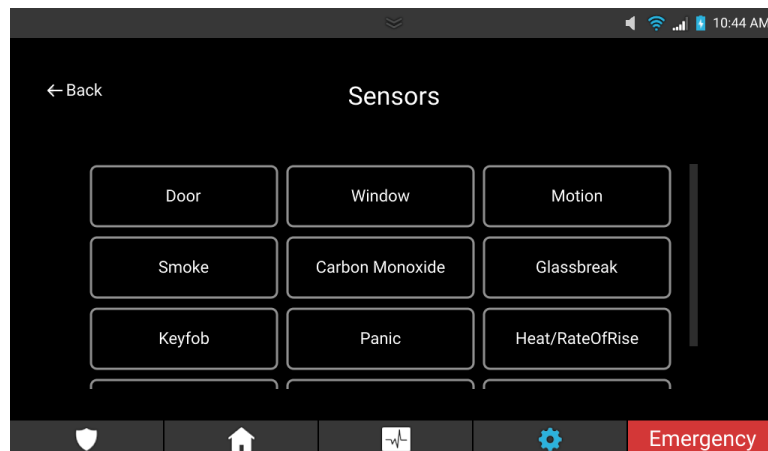 10:44 AM
Back
Sensors
Door
Window
Motion
Smoke
Carbon Monoxide
Glassbreak
Keyfob
Panic
Heat/RateOfRise
Emergency